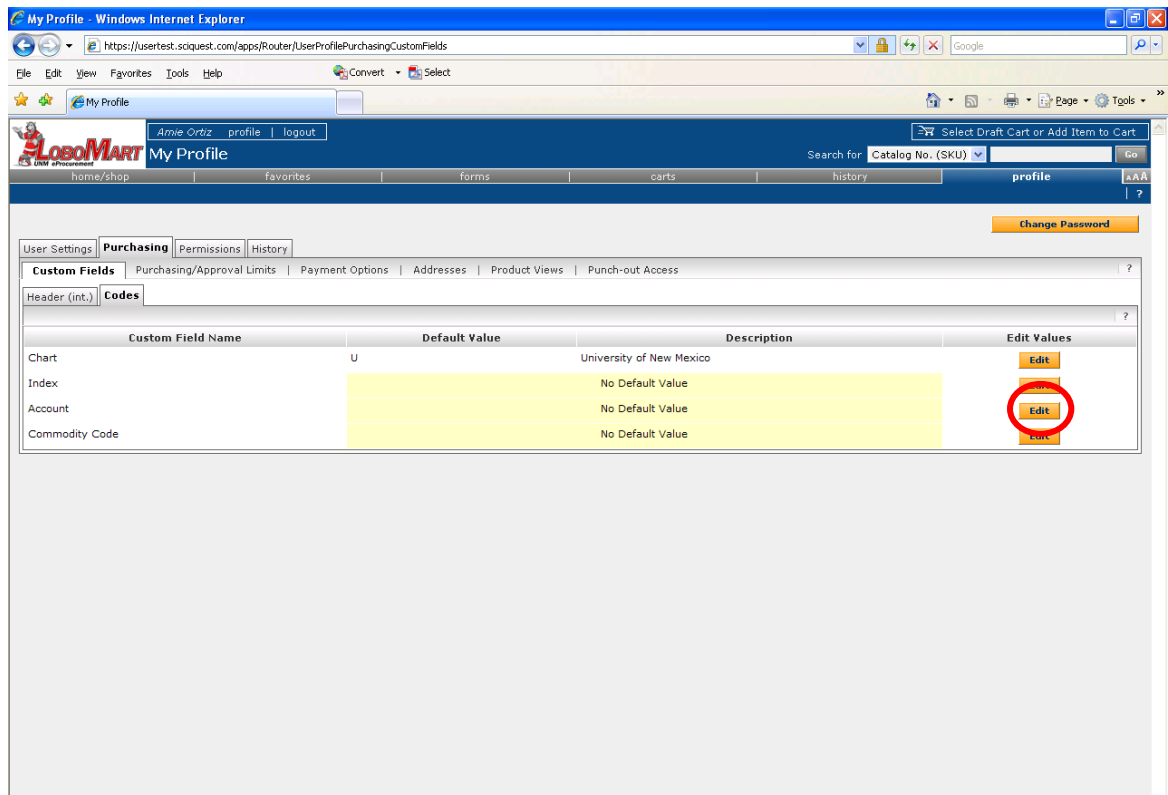 My Profile - Windows Internet Explorer
https://usertest.sciquest.com/apps/Router/UserProfilePurchasingCustomFields
Google
File Edit View Favorites Tools Help Convert Select
My Profile
Page Tools »
Amie Ortiz profile | logout
Select Draft Cart or Add Item to Cart
LOBOMART
UNM eProcurement
My Profile
Search for Catalog No. (SKU) Go
home/shop | favorites | forms | carts | history profile AAA
| ?
Change Password
User Settings Purchasing Permissions History
Custom Fields Purchasing/Approval Limits | Payment Options | Addresses | Product Views | Punch-out Access ?
Header (int.) Codes
?
Custom Field Name Default Value Description Edit Values
Chart U University of New Mexico Edit
Index No Default Value Edit
Account No Default Value Edit
Commodity Code No Default Value Edit